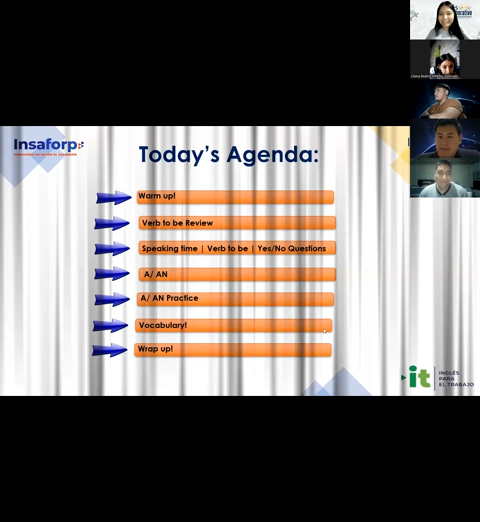 Insaforp
Today's Agenda:
Warm up!
Verb to be Review
Speaking time | Verb to be | Yes/No Questions
A/ AN
A/ AN Practice
Vocabulary!
Wrap up!
it
INGLÉS
PARA
EL TRABAJO